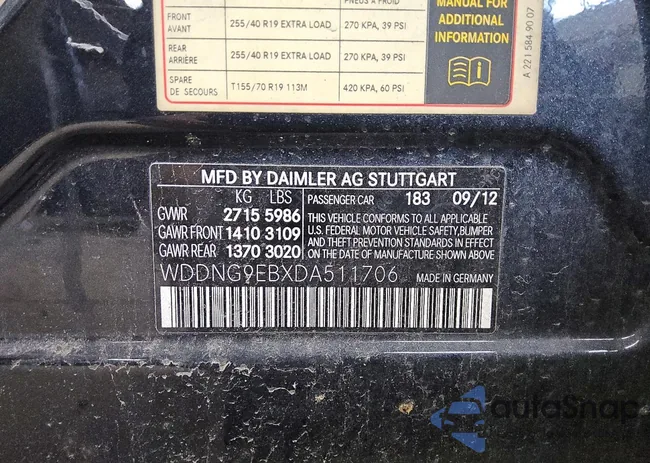 PNEUS À FROID
FRONT
AVANT
255/40 R19 EXTRA LOAD
270 KPA, 39 PSI
REAR
ARRIÈRE
255/40 R19 EXTRA LOAD
270 KPA, 39 PSI
SPARE
DE SECOURS
T155/70 R19 113M
420 KPA, 60 PSI
MANUAL FOR
ADDITIONAL
INFORMATION
A 221 584 90 07
MFD BY DAIMLER AG STUTTGART
KG LBS PASSENGER CAR 183 09/12
GVWR 2715 5986 THIS VEHICLE CONFORMS TO ALL APPLICABLE
GAWR FRONT 1410 3109 U.S. FEDERAL MOTOR VEHICLE SAFETY, BUMPER
GAWR REAR 1370 3020 AND THEFT PREVENTION STANDARDS IN EFFECT
ON THE DATE OF MANUFACTURE SHOWN ABOVE
WDDNG9EBXDA511706 MADE IN GERMANY
autoSnap